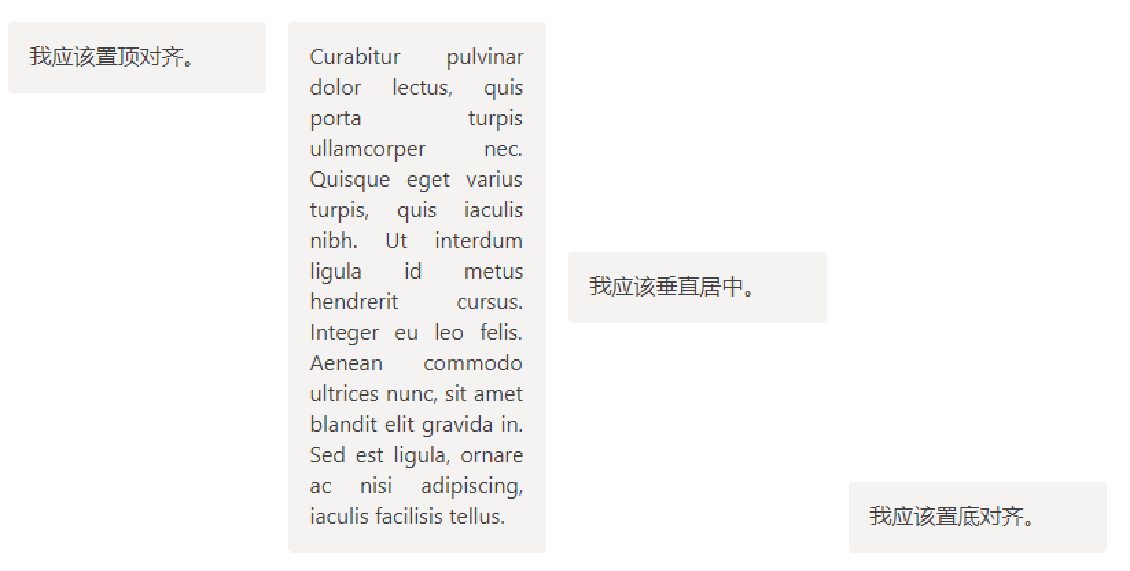 我应该置顶对齐。
Curabitur pulvinar
dolor lectus, quis
porta turpis
ullamcorper nec.
Quisque eget varius
turpis, quis iaculis
nibh. Ut interdum
ligula id metus
hendrerit cursus.
Integer eu leo felis.
Aenean commodo
ultrices nunc, sit amet
blandit elit gravida in.
Sed est ligula, ornare
ac nisi adipiscing,
iaculis facilisis tellus.
我应该垂直居中。
我应该置底对齐。